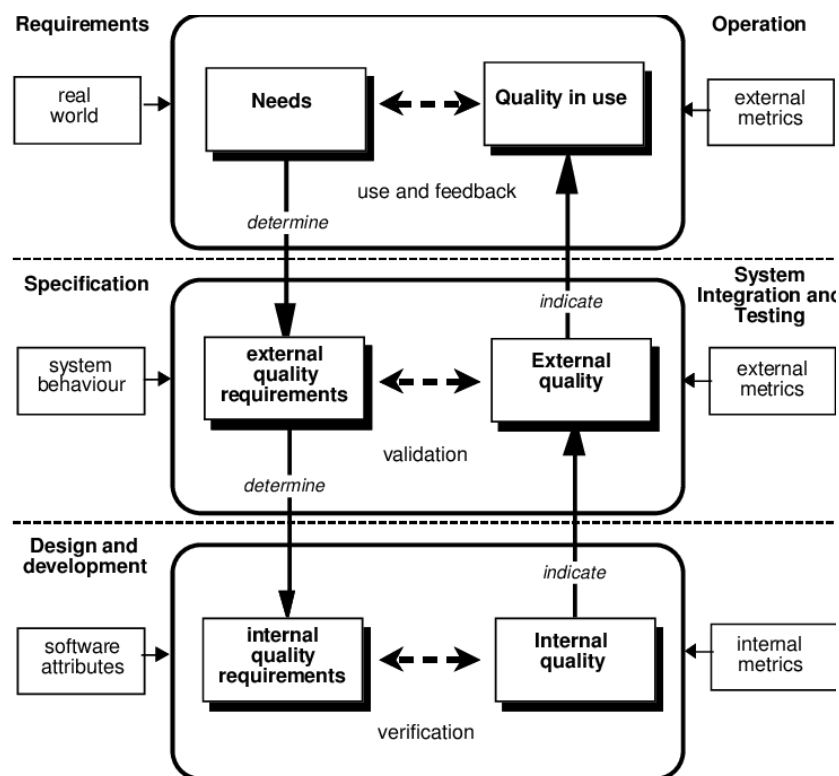 Requirements
Operation
real
world
Needs
Quality in use
external
metrics
use and feedback
determine
Specification
indicate
System
Integration and
Testing
system
behaviour
external
quality
requirements
External
quality
external
metrics
validation
determine
Design and
development
indicate
software
attributes
internal
quality
requirements
Internal
quality
internal
metrics
verification